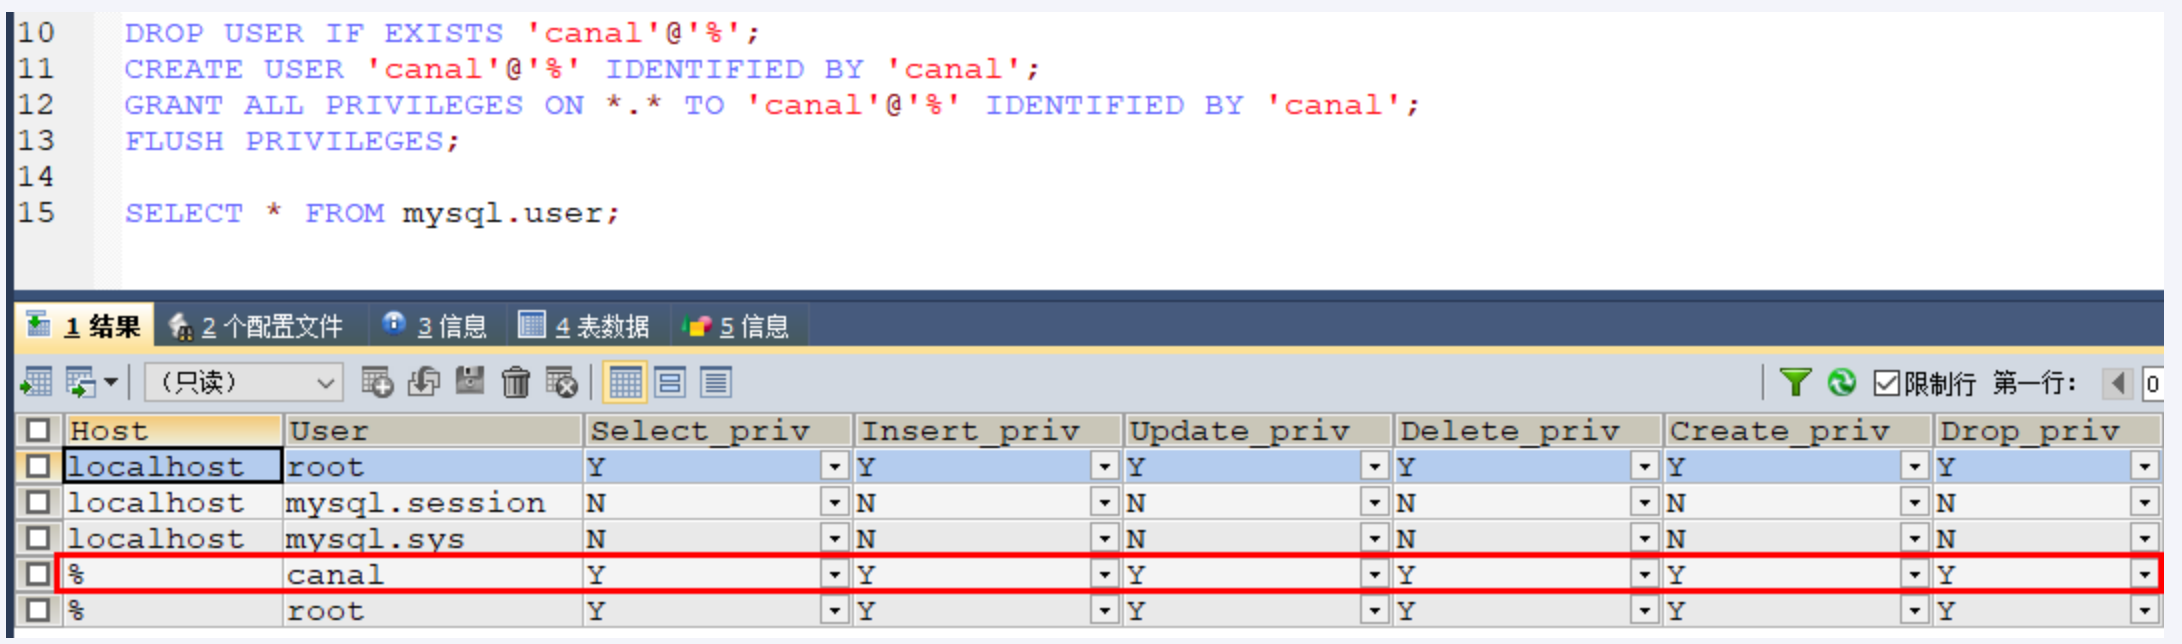 10 DROP USER IF EXISTS 'canal'@'%';
11 CREATE USER 'canal'@'%' IDENTIFIED BY 'canal';
12 GRANT ALL PRIVILEGES ON *.* TO 'canal'@'%' IDENTIFIED BY 'canal';
13 FLUSH PRIVILEGES;
14
15 SELECT * FROM mysql.user;
1 结果 2 个配置文件 3 信息 4 表数据 5 信息
（只读） 限制行 第一行: 0
Host User Select_priv Insert_priv Update_priv Delete_priv Create_priv Drop_priv
localhost root Y Y Y Y Y Y
localhost mysql.session N N N N N N
localhost mysql.sys N N N N N N
% canal Y Y Y Y Y Y
% root Y Y Y Y Y Y